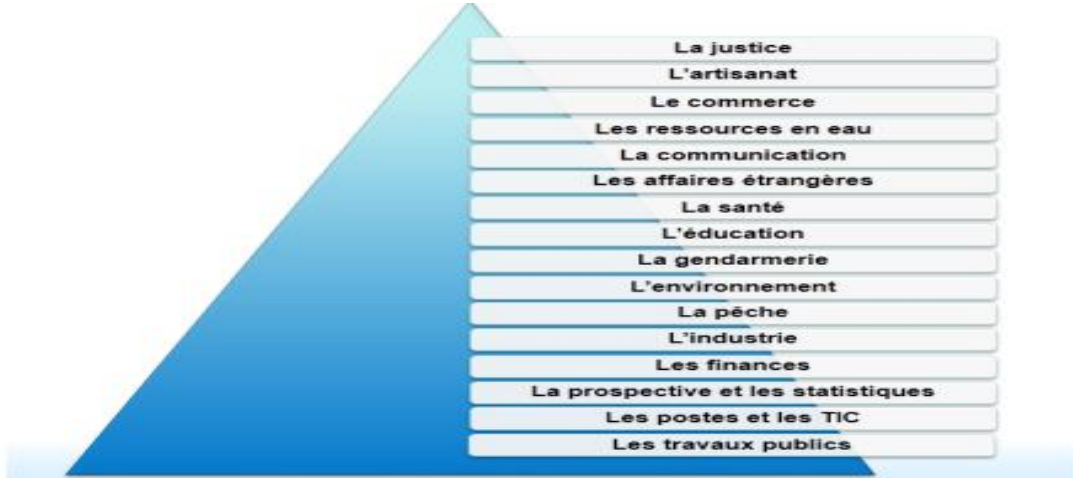 La justice
L'artisanat
Le commerce
Les ressources en eau
La communication
Les affaires étrangères
La santé
L'éducation
La gendarmerie
L'environnement
La pêche
L'industrie
Les finances
La prospective et les statistiques
Les postes et les TIC
Les travaux publics